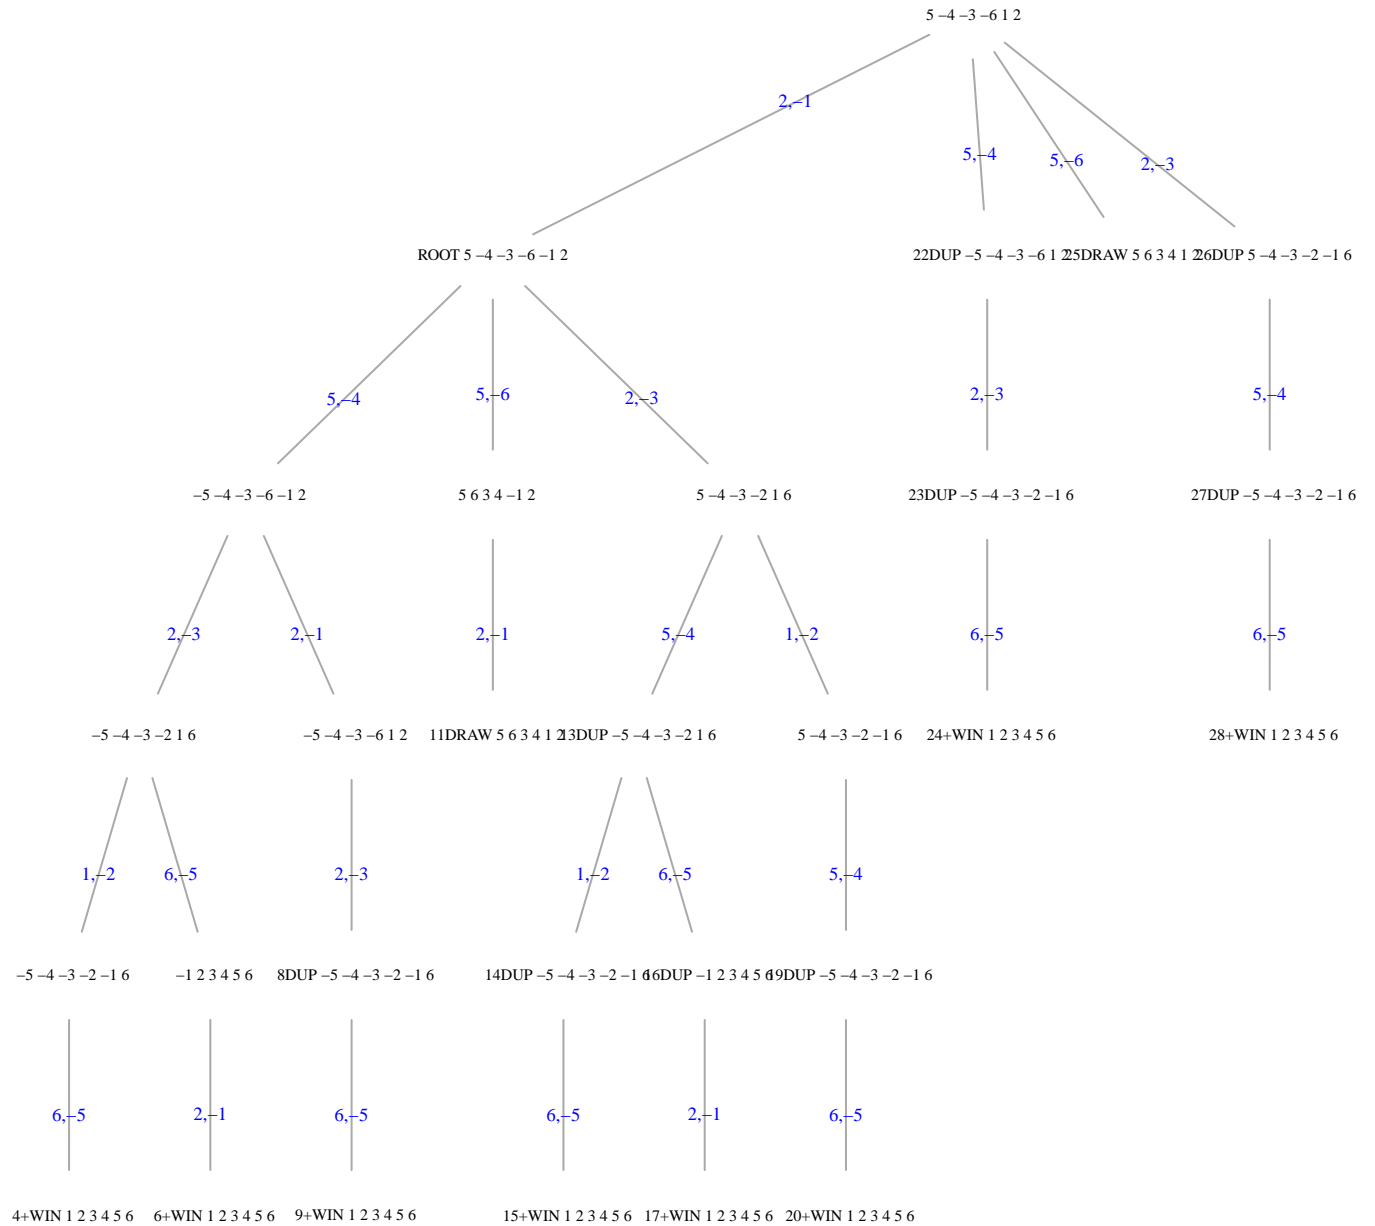 5 −4 −3 −6 1 2
2,−1
5,−4
5,−6
2,−3
ROOT 5 −4 −3 −6 −1 2
22DUP −5 −4 −3 −6 1 2
25DRAW 5 6 3 4 1 2
26DUP 5 −4 −3 −2 −1 6
5,−4
5,−6
2,−3
2,−3
5,−4
−5 −4 −3 −6 −1 2
5 6 3 4 −1 2
5 −4 −3 −2 1 6
23DUP −5 −4 −3 −2 −1 6
27DUP −5 −4 −3 −2 −1 6
2,−3
2,−1
2,−1
5,−4
1,−2
6,−5
6,−5
−5 −4 −3 −2 1 6
−5 −4 −3 −6 1 2
11DRAW 5 6 3 4 1 2
13DUP −5 −4 −3 −2 1 6
5 −4 −3 −2 −1 6
24+WIN 1 2 3 4 5 6
28+WIN 1 2 3 4 5 6
1,−2
6,−5
2,−3
1,−2
6,−5
5,−4
−5 −4 −3 −2 −1 6
−1 2 3 4 5 6
8DUP −5 −4 −3 −2 −1 6
14DUP −5 −4 −3 −2 −1 6
16DUP −1 2 3 4 5 6
19DUP −5 −4 −3 −2 −1 6
6,−5
2,−1
6,−5
6,−5
2,−1
6,−5
4+WIN 1 2 3 4 5 6
6+WIN 1 2 3 4 5 6
9+WIN 1 2 3 4 5 6
15+WIN 1 2 3 4 5 6
17+WIN 1 2 3 4 5 6
20+WIN 1 2 3 4 5 6